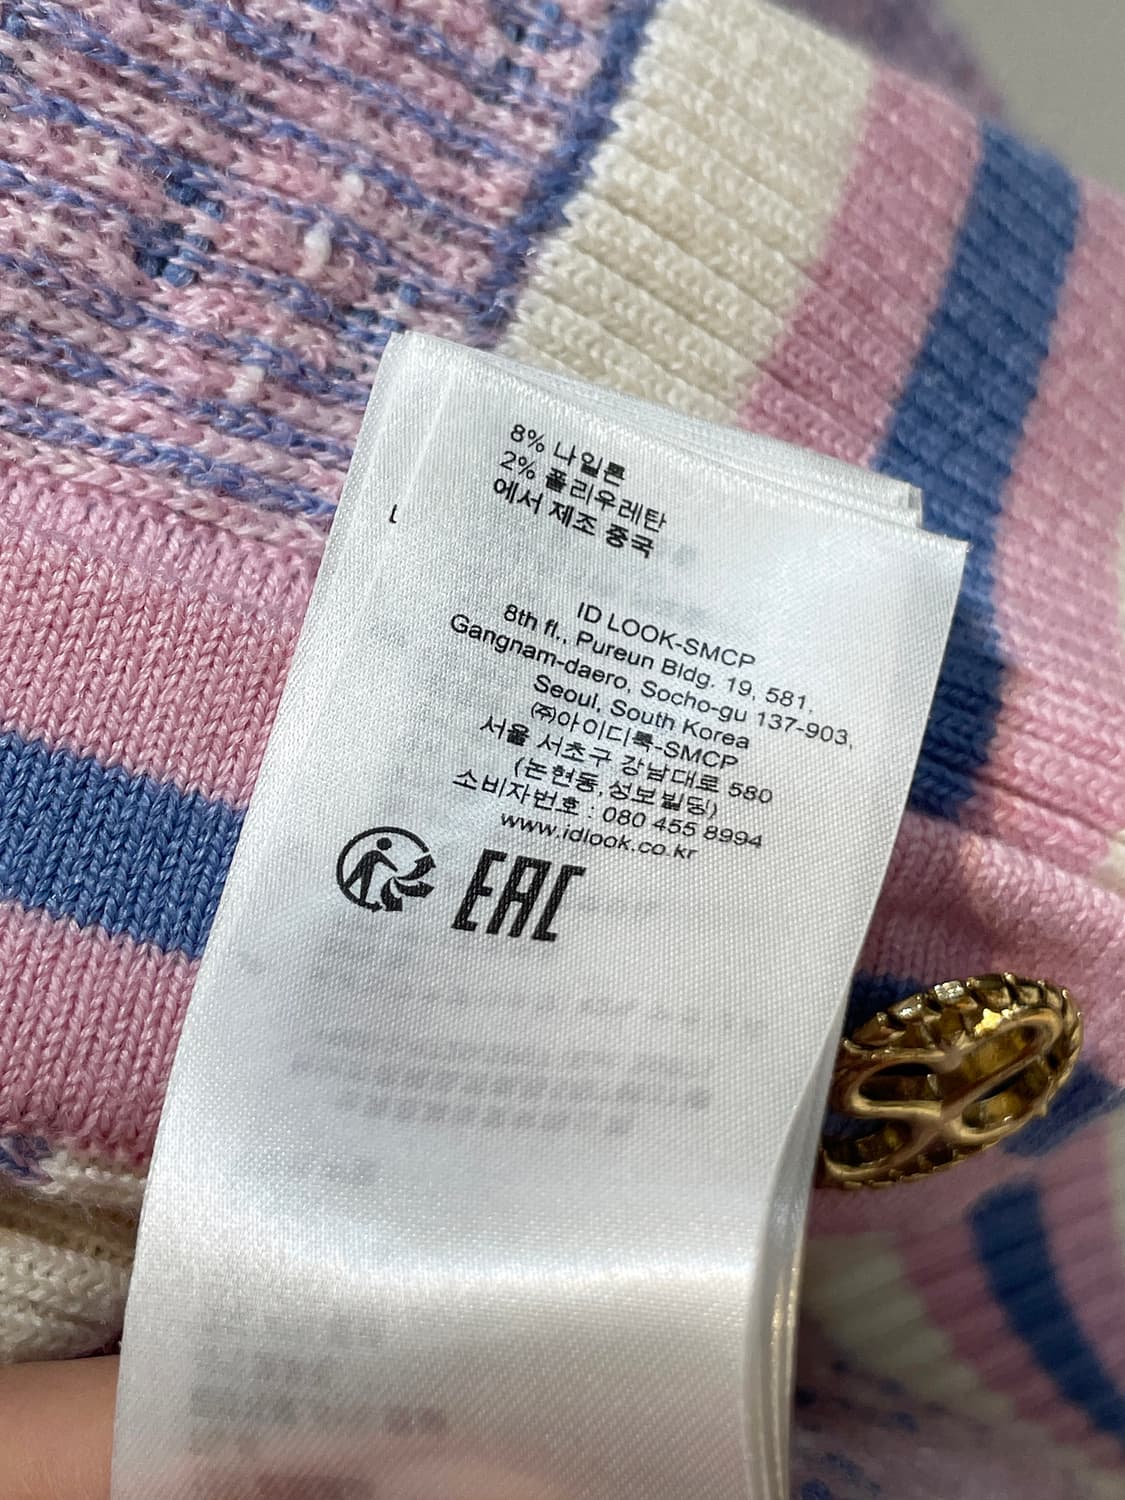 8% 나일론
2% 폴리우레탄
에서 제조 중국
ID LOOK-SMCP
8th fl., Pureun Bldg. 19, 581,
Gangnam-daero, Socho-gu 137-903,
Seoul, South Korea
㈜아이디룩-SMCP
서울 서초구 강남대로 580
(논현동,성보빌딩)
소비자번호 : 080 455 8994
www.idlook.co.kr
EAC